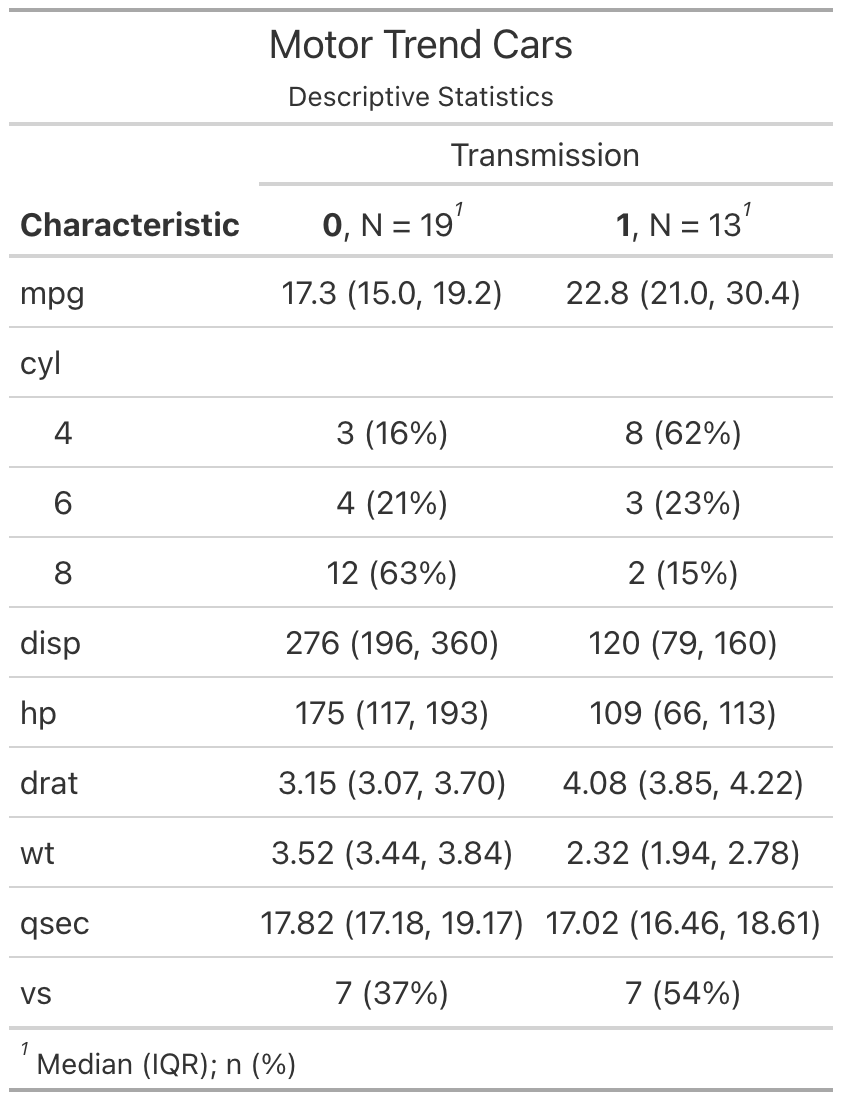 Motor Trend Cars
Descriptive Statistics
Transmission
Characteristic 0, N = 19¹ 1, N = 13¹
mpg 17.3 (15.0, 19.2) 22.8 (21.0, 30.4)
cyl
4 3 (16%) 8 (62%)
6 4 (21%) 3 (23%)
8 12 (63%) 2 (15%)
disp 276 (196, 360) 120 (79, 160)
hp 175 (117, 193) 109 (66, 113)
drat 3.15 (3.07, 3.70) 4.08 (3.85, 4.22)
wt 3.52 (3.44, 3.84) 2.32 (1.94, 2.78)
qsec 17.82 (17.18, 19.17) 17.02 (16.46, 18.61)
vs 7 (37%) 7 (54%)
¹ Median (IQR); n (%)